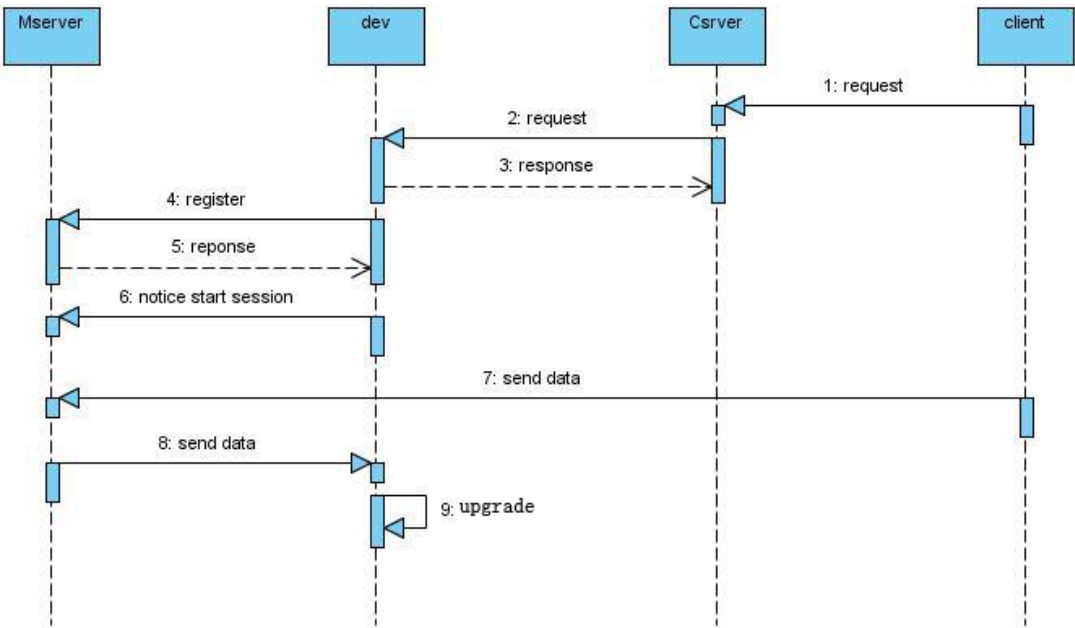 Mserver
dev
Csrver
client
1: request
2: request
3: response
4: register
5: reponse
6: notice start session
7: send data
8: send data
9: upgrade